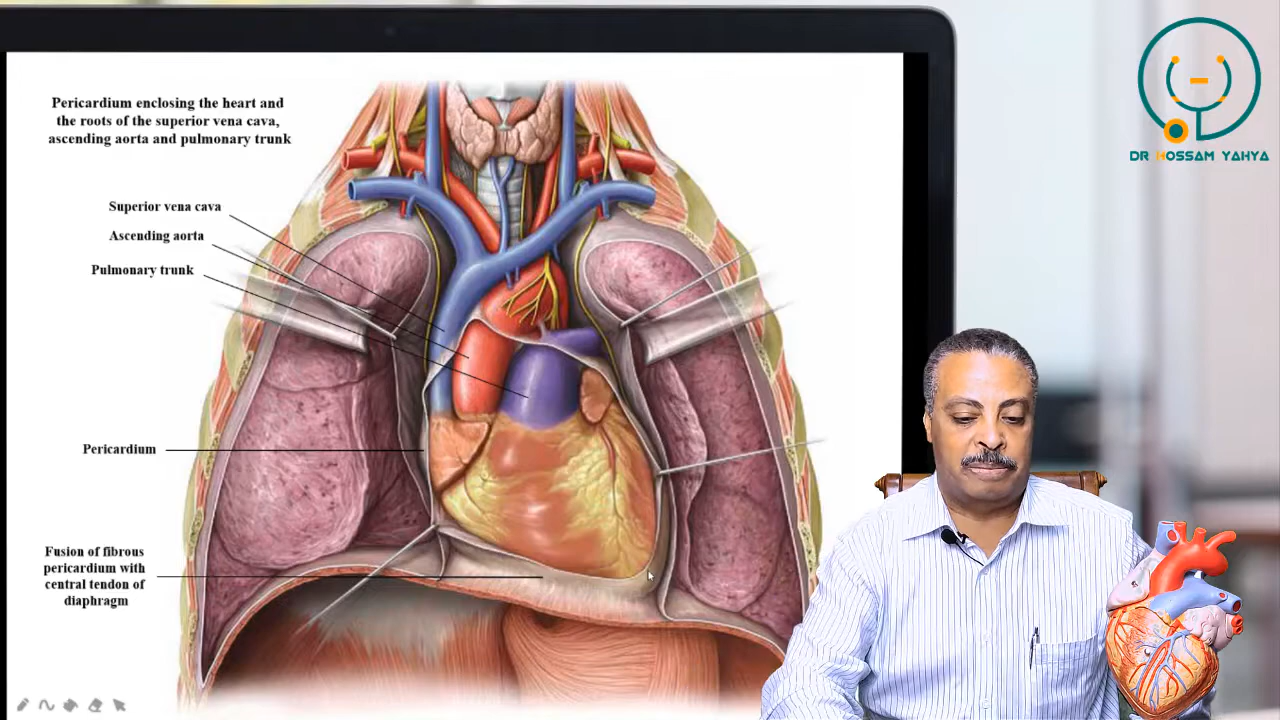 Pericardium enclosing the heart and
the roots of the superior vena cava,
ascending aorta and pulmonary trunk
Superior vena cava
Ascending aorta
Pulmonary trunk
Pericardium
Fusion of fibrous
pericardium with
central tendon of
diaphragm
DR HOSSAM YAHYA